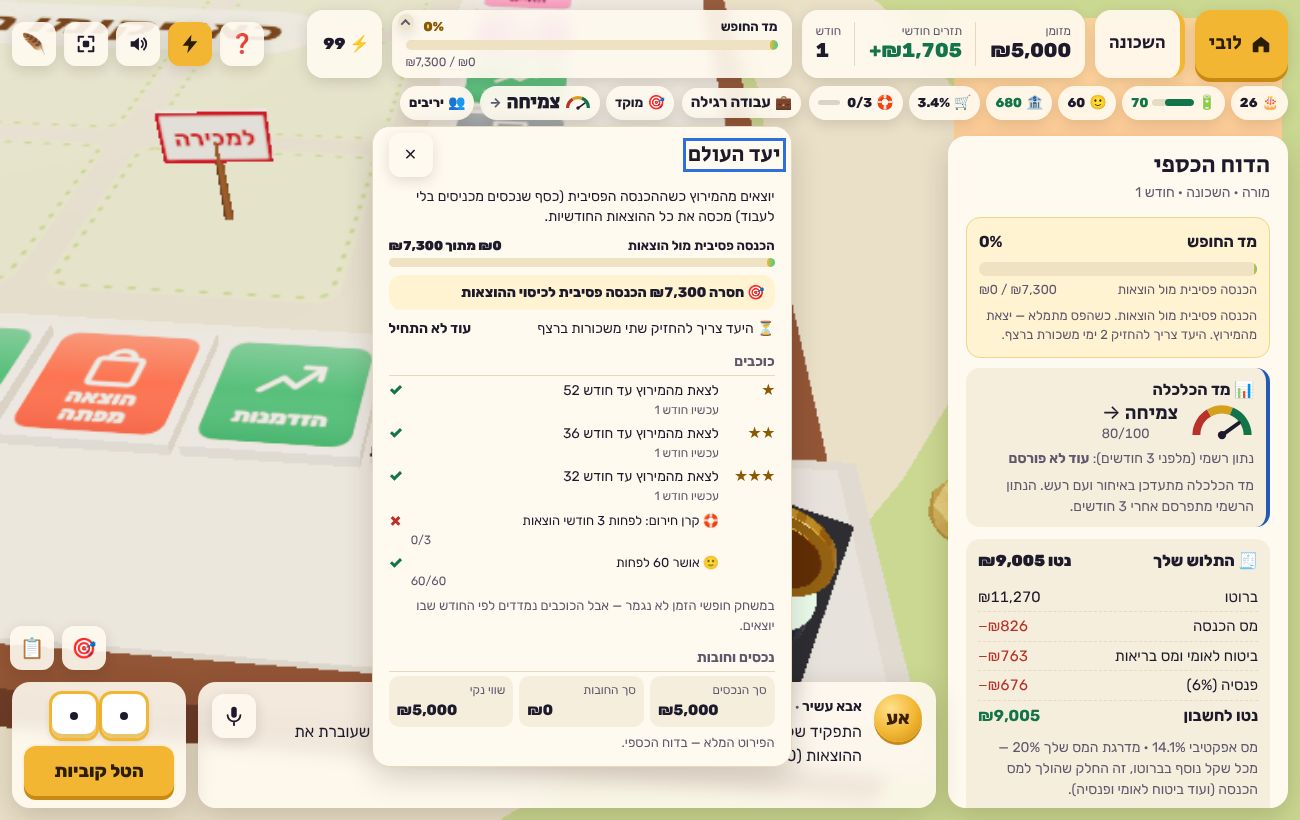 לובי
השכונה
מזומן
₪5,000
תזרים חודשי
+₪1,705
חודש
1
מד החופש
0%
₪0 / ₪7,300
⚡ 99
❓
🎂 26
🔋 70
🙂 60
🏦 680
🛒 3.4%
🛟 0/3
💼 עבודה רגילה
🎯 מוקד
צמיחה →
👥 יריבים
למכירה
הוצאה
מפתה
הזדמנות
יעד העולם
×
יוצאים מהמירוץ כשההכנסה הפסיבית (כסף שנכסים מכניסים בלי
לעבוד) מכסה את כל ההוצאות החודשיות.
הכנסה פסיבית מול הוצאות
₪0 מתוך ₪7,300
🎯 חסרה ₪7,300 הכנסה פסיבית לכיסוי ההוצאות
⏳ היעד צריך להחזיק שתי משכורות ברצף
עוד לא התחיל
כוכבים
★ לצאת מהמירוץ עד חודש 52 ✔
עכשיו חודש 1
★★ לצאת מהמירוץ עד חודש 36 ✔
עכשיו חודש 1
★★★ לצאת מהמירוץ עד חודש 32 ✔
עכשיו חודש 1
🛟 קרן חירום: לפחות 3 חודשי הוצאות ✖
0/3
🙂 אושר 60 לפחות ✔
60/60
במשחק חופשי הזמן לא נגמר — אבל הכוכבים נמדדים לפי החודש שבו
יוצאים.
נכסים וחובות
סך הנכסים
₪5,000
סך החובות
₪0
שווי נקי
₪5,000
הפירוט המלא — בדוח הכספי.
הדוח הכספי
מורה · השכונה · חודש 1
מד החופש
0%
הכנסה פסיבית מול הוצאות
₪0 / ₪7,300
הכנסה פסיבית מול הוצאות. כשהפס מתמלא — יצאת
מהמירוץ. היעד צריך להחזיק 2 ימי משכורת ברצף.
📊 מד הכלכלה
צמיחה →
80/100
נתון רשמי (מלפני 3 חודשים): עוד לא פורסם
מד הכלכלה מתעדכן באיחור ועם רעש. הנתון
הרשמי מתפרסם אחרי 3 חודשים.
🧾 התלוש שלך
נטו ₪9,005
ברוטו
₪11,270
מס הכנסה
−₪826
ביטוח לאומי ומס בריאות
−₪763
פנסיה (6%)
−₪676
נטו לחשבון
₪9,005
מס אפקטיבי 14.1% · מדרגת המס שלך 20% —
מכל שקל נוסף בברוטו, זה החלק שהולך למס
הכנסה (ועוד ביטוח לאומי ופנסיה).
אע
אבא עשיר ·
התפקיד
שעוברת את
ההוצאות
הטל קוביות